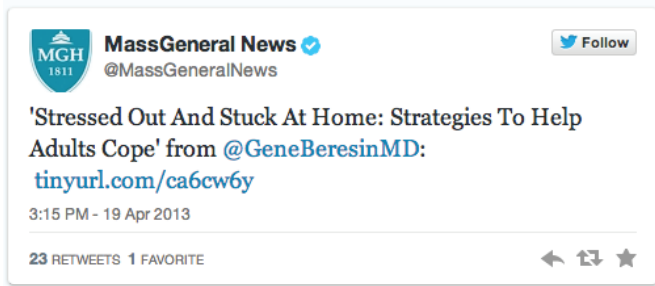 MGH
1811
MassGeneral News
@MassGeneralNews
Follow
'Stressed Out And Stuck At Home: Strategies To Help
Adults Cope' from @GeneBeresinMD:
tinyurl.com/ca6cw6y
3:15 PM - 19 Apr 2013
23 RETWEETS 1 FAVORITE